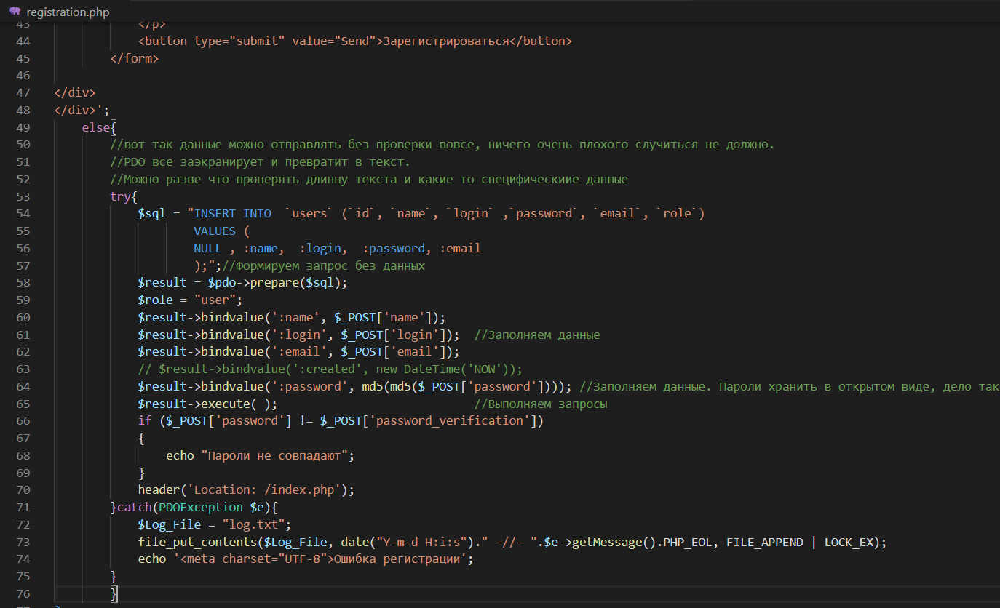 registration.php
43 </p>
44 <button type="submit" value="Send">Зарегистрироваться</button>
45 </form>
46
47 </div>
48 </div>';
49 else{
50 //вот так данные можно отправлять без проверки вовсе, ничего очень плохого случиться не должно.
51 //PDO все заэкранирует и превратит в текст.
52 //Можно разве что проверять длинну текста и какие то специфическиие данные
53 try{
54 $sql = "INSERT INTO  `users` (`id`, `name`, `login` ,`password`, `email`, `role`)
55 VALUES (
56 NULL , :name,  :login,  :password, :email
57 );";//Формируем запрос без данных
58 $result = $pdo->prepare($sql);
59 $role = "user";
60 $result->bindvalue(':name', $_POST['name']);
61 $result->bindvalue(':login', $_POST['login']);  //Заполняем данные
62 $result->bindvalue(':email', $_POST['email']);
63 // $result->bindvalue(':created', new DateTime('NOW'));
64 $result->bindvalue(':password', md5(md5($_POST['password']))); //Заполняем данные. Пароли хранить в открытом виде, дело так
65 $result->execute( ); //Выполняем запросы
66 if ($_POST['password'] != $_POST['password_verification'])
67 {
68 echo "Пароли не совпадают";
69 }
70 header('Location: /index.php');
71 }catch(PDOException $e){
72 $Log_File = "log.txt";
73 file_put_contents($Log_File, date("Y-m-d H:i:s")." -//- ".$e->getMessage().PHP_EOL, FILE_APPEND | LOCK_EX);
74 echo '<meta charset="UTF-8">Ошибка регистрации';
75 }
76 }